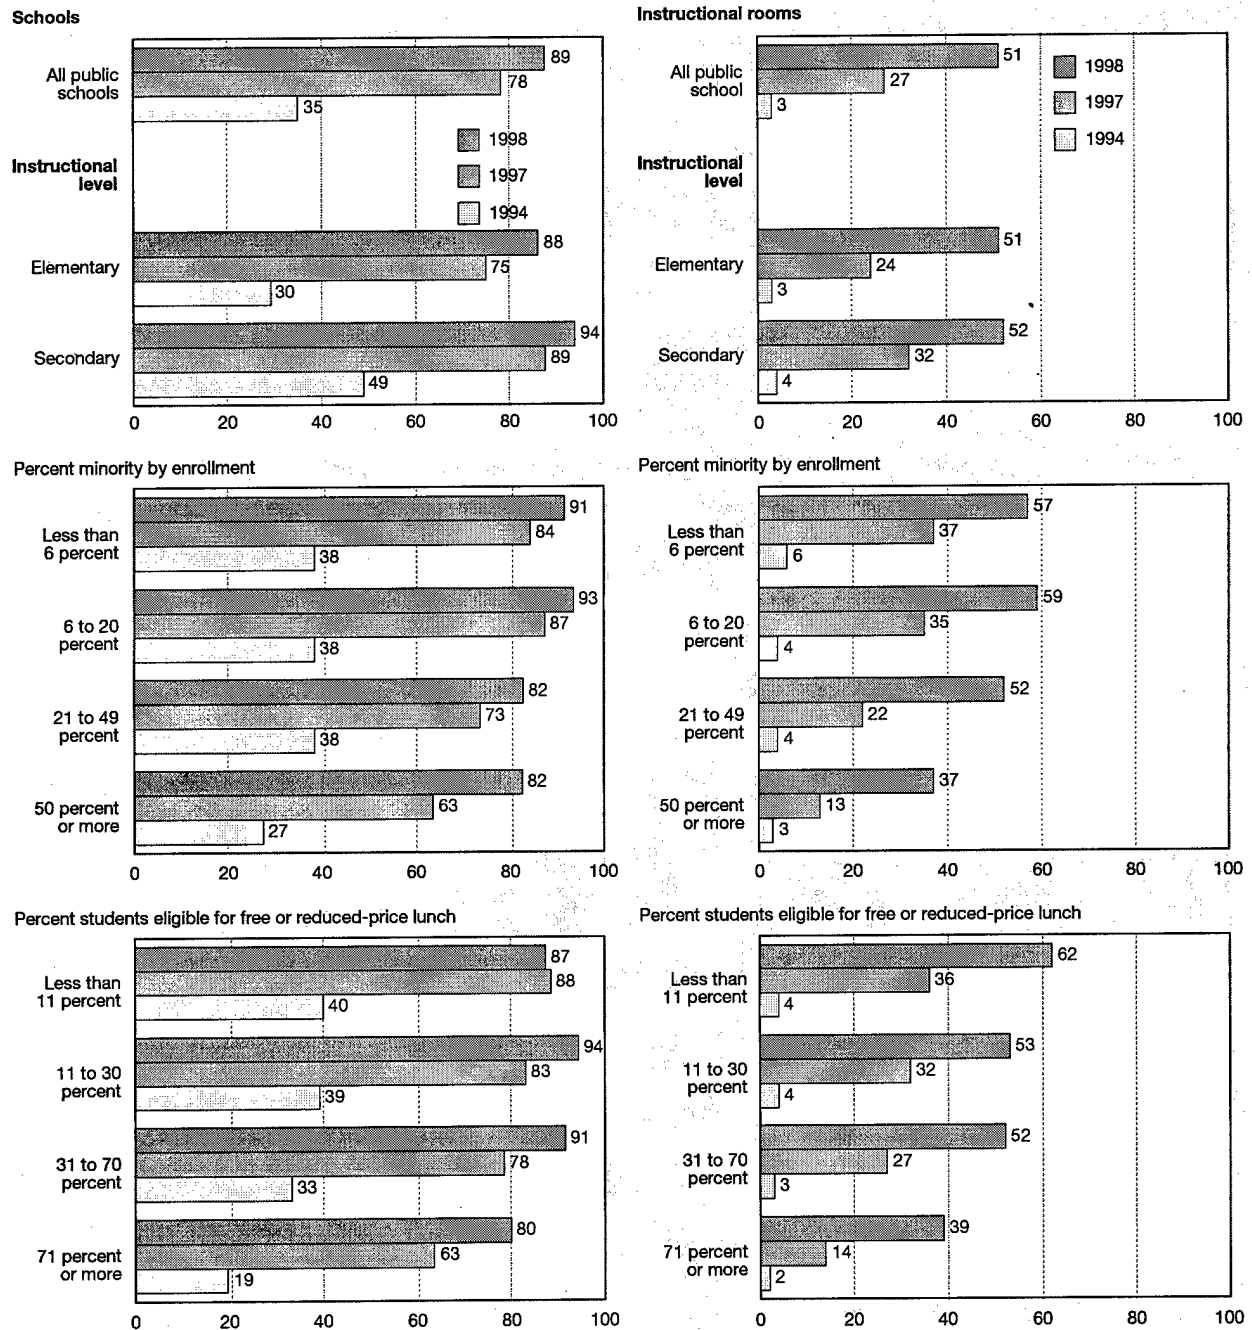 Schools
All public
schools
89
78
35
1998
1997
1994
Instructional
level
Elementary
88
75
30
Secondary
94
89
49
0 20 40 60 80 100
Instructional rooms
All public
school
51
27
3
1998
1997
1994
Instructional
level
Elementary
51
24
3
Secondary
52
32
4
0 20 40 60 80 100
Percent minority by enrollment
Less than
6 percent
91
84
38
6 to 20
percent
93
87
38
21 to 49
percent
82
73
38
50 percent
or more
82
63
27
0 20 40 60 80 100
Percent minority by enrollment
Less than
6 percent
57
37
6
6 to 20
percent
59
35
4
21 to 49
percent
52
22
4
50 percent
or more
37
13
3
0 20 40 60 80 100
Percent students eligible for free or reduced-price lunch
Less than
11 percent
87
88
40
11 to 30
percent
94
83
39
31 to 70
percent
91
78
33
71 percent
or more
80
63
19
0 20 40 60 80 100
Percent students eligible for free or reduced-price lunch
Less than
11 percent
62
36
4
11 to 30
percent
53
32
4
31 to 70
percent
52
27
3
71 percent
or more
39
14
2
0 20 40 60 80 100